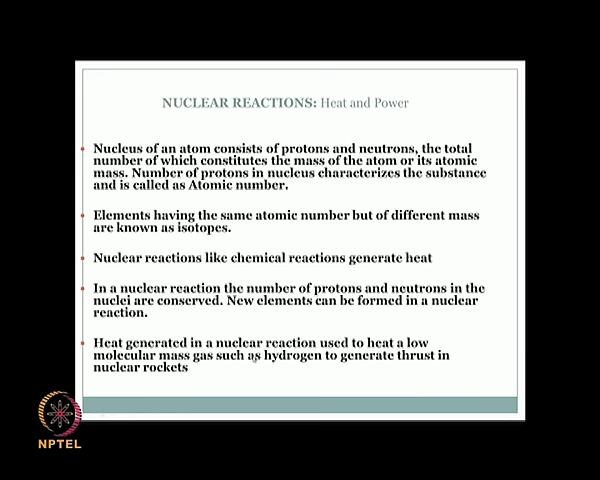 NUCLEAR REACTIONS: Heat and Power
Nucleus of an atom consists of protons and neutrons, the total
number of which constitutes the mass of the atom or its atomic
mass. Number of protons in nucleus characterizes the substance
and is called as Atomic number.
Elements having the same atomic number but of different mass
are known as isotopes.
Nuclear reactions like chemical reactions generate heat
In a nuclear reaction the number of protons and neutrons in the
nuclei are conserved. New elements can be formed in a nuclear
reaction.
Heat generated in a nuclear reaction used to heat a low
molecular mass gas such as hydrogen to generate thrust in
nuclear rockets
NPTEL